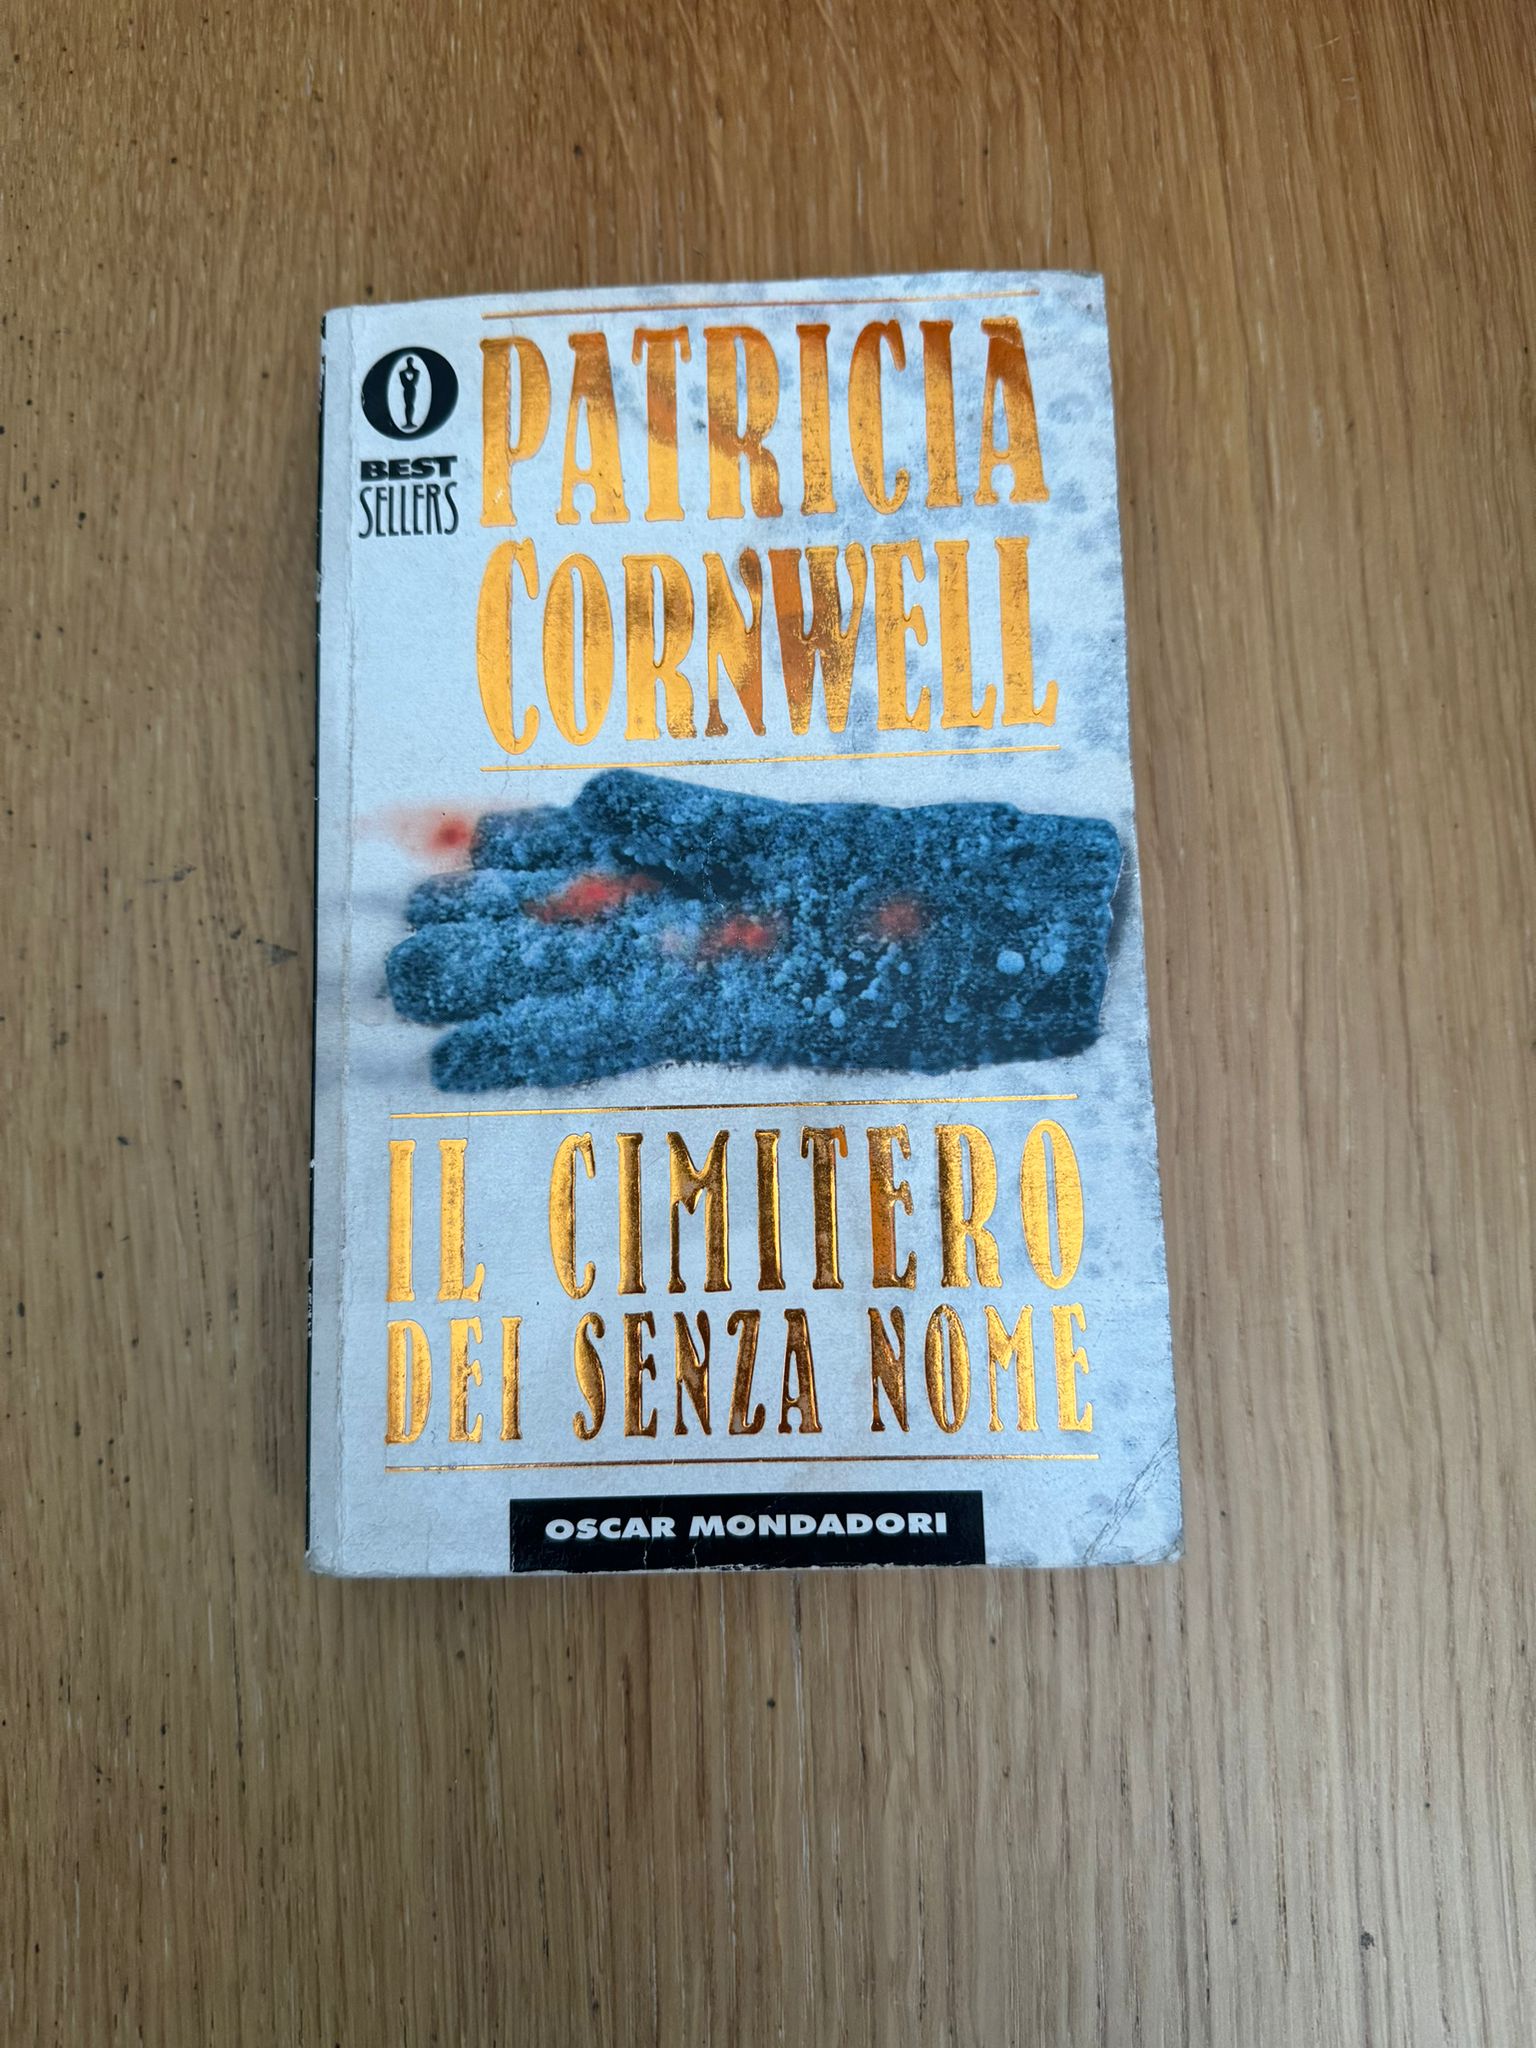 BEST
SELLERS
PATRICIA
CORNWELL
IL CIMITERO
DEI SENZA NOME
OSCAR MONDADORI